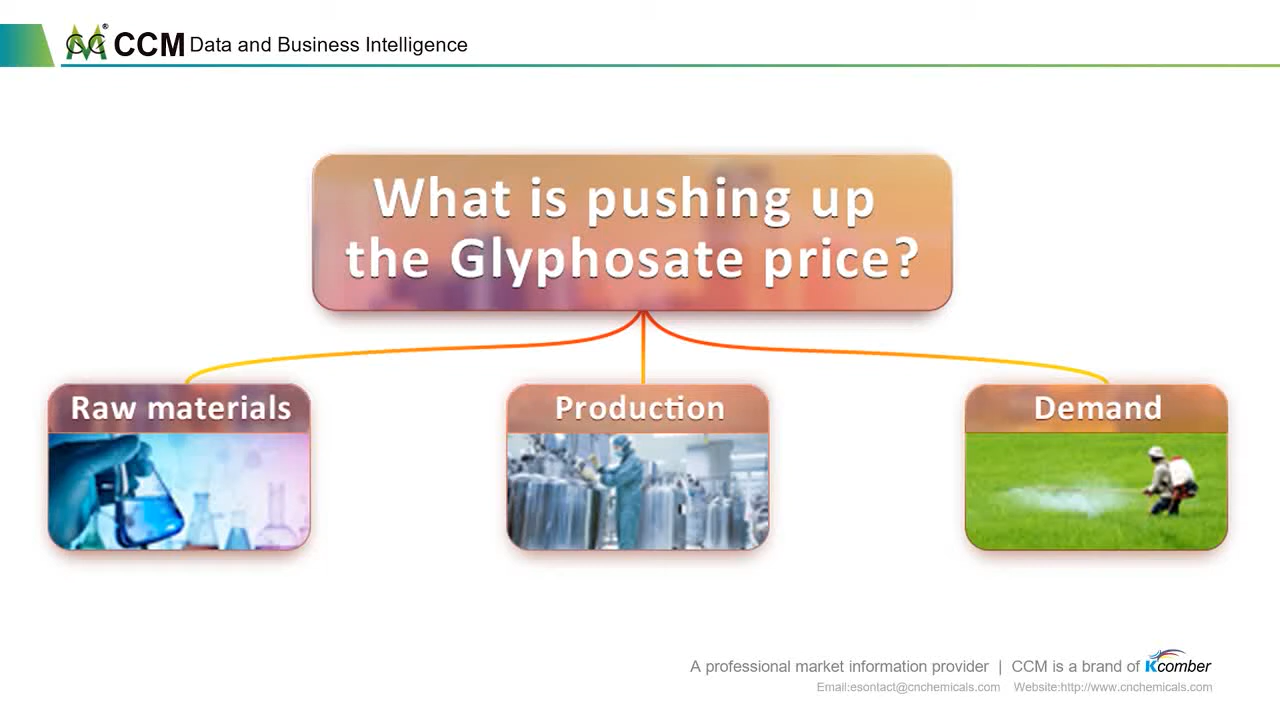 CCM Data and Business Intelligence
What is pushing up
the Glyphosate price?
Raw materials
Production
Demand
A professional market information provider | CCM is a brand of Kcomber
Email:esontact@cnchemicals.com Website:http://www.cnchemicals.com